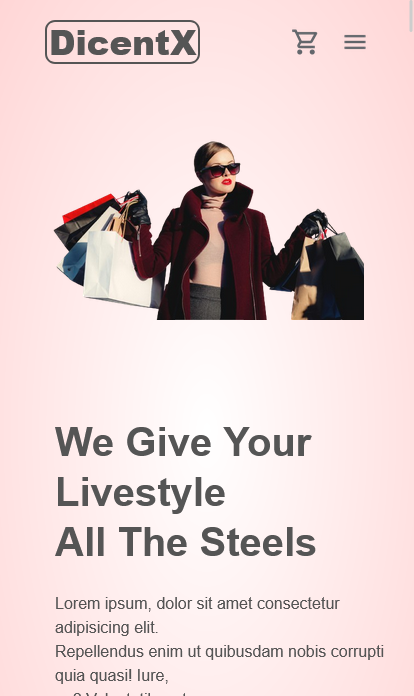 DicentX
We Give Your
Livestyle
All The Steels
Lorem ipsum, dolor sit amet consectetur
adipisicing elit.
Repellendus enim ut quibusdam nobis corrupti
quia quasi! Iure,